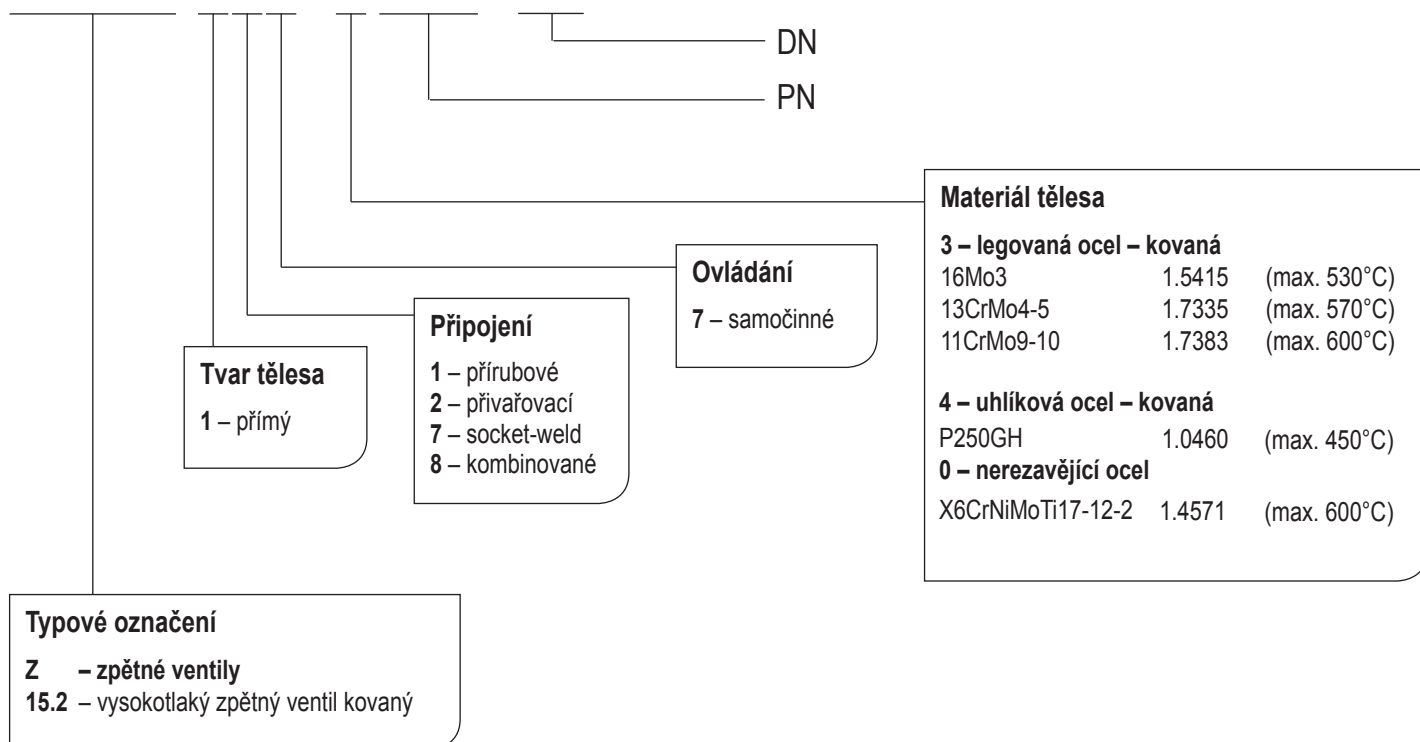 DN
PN
Materiál tělesa
3 – legovaná ocel – kovaná
16Mo3 1.5415 (max. 530°C)
13CrMo4-5 1.7335 (max. 570°C)
11CrMo9-10 1.7383 (max. 600°C)
4 – uhlíková ocel – kovaná
P250GH 1.0460 (max. 450°C)
0 – nerezavějící ocel
X6CrNiMoTi17-12-2 1.4571 (max. 600°C)
Ovládání
7 – samočinné
Připojení
1 – přírubové
2 – přivařovací
7 – socket-weld
8 – kombinované
Tvar tělesa
1 – přímý
Typové označení
Z – zpětné ventily
15.2 – vysokotlaký zpětný ventil kovaný